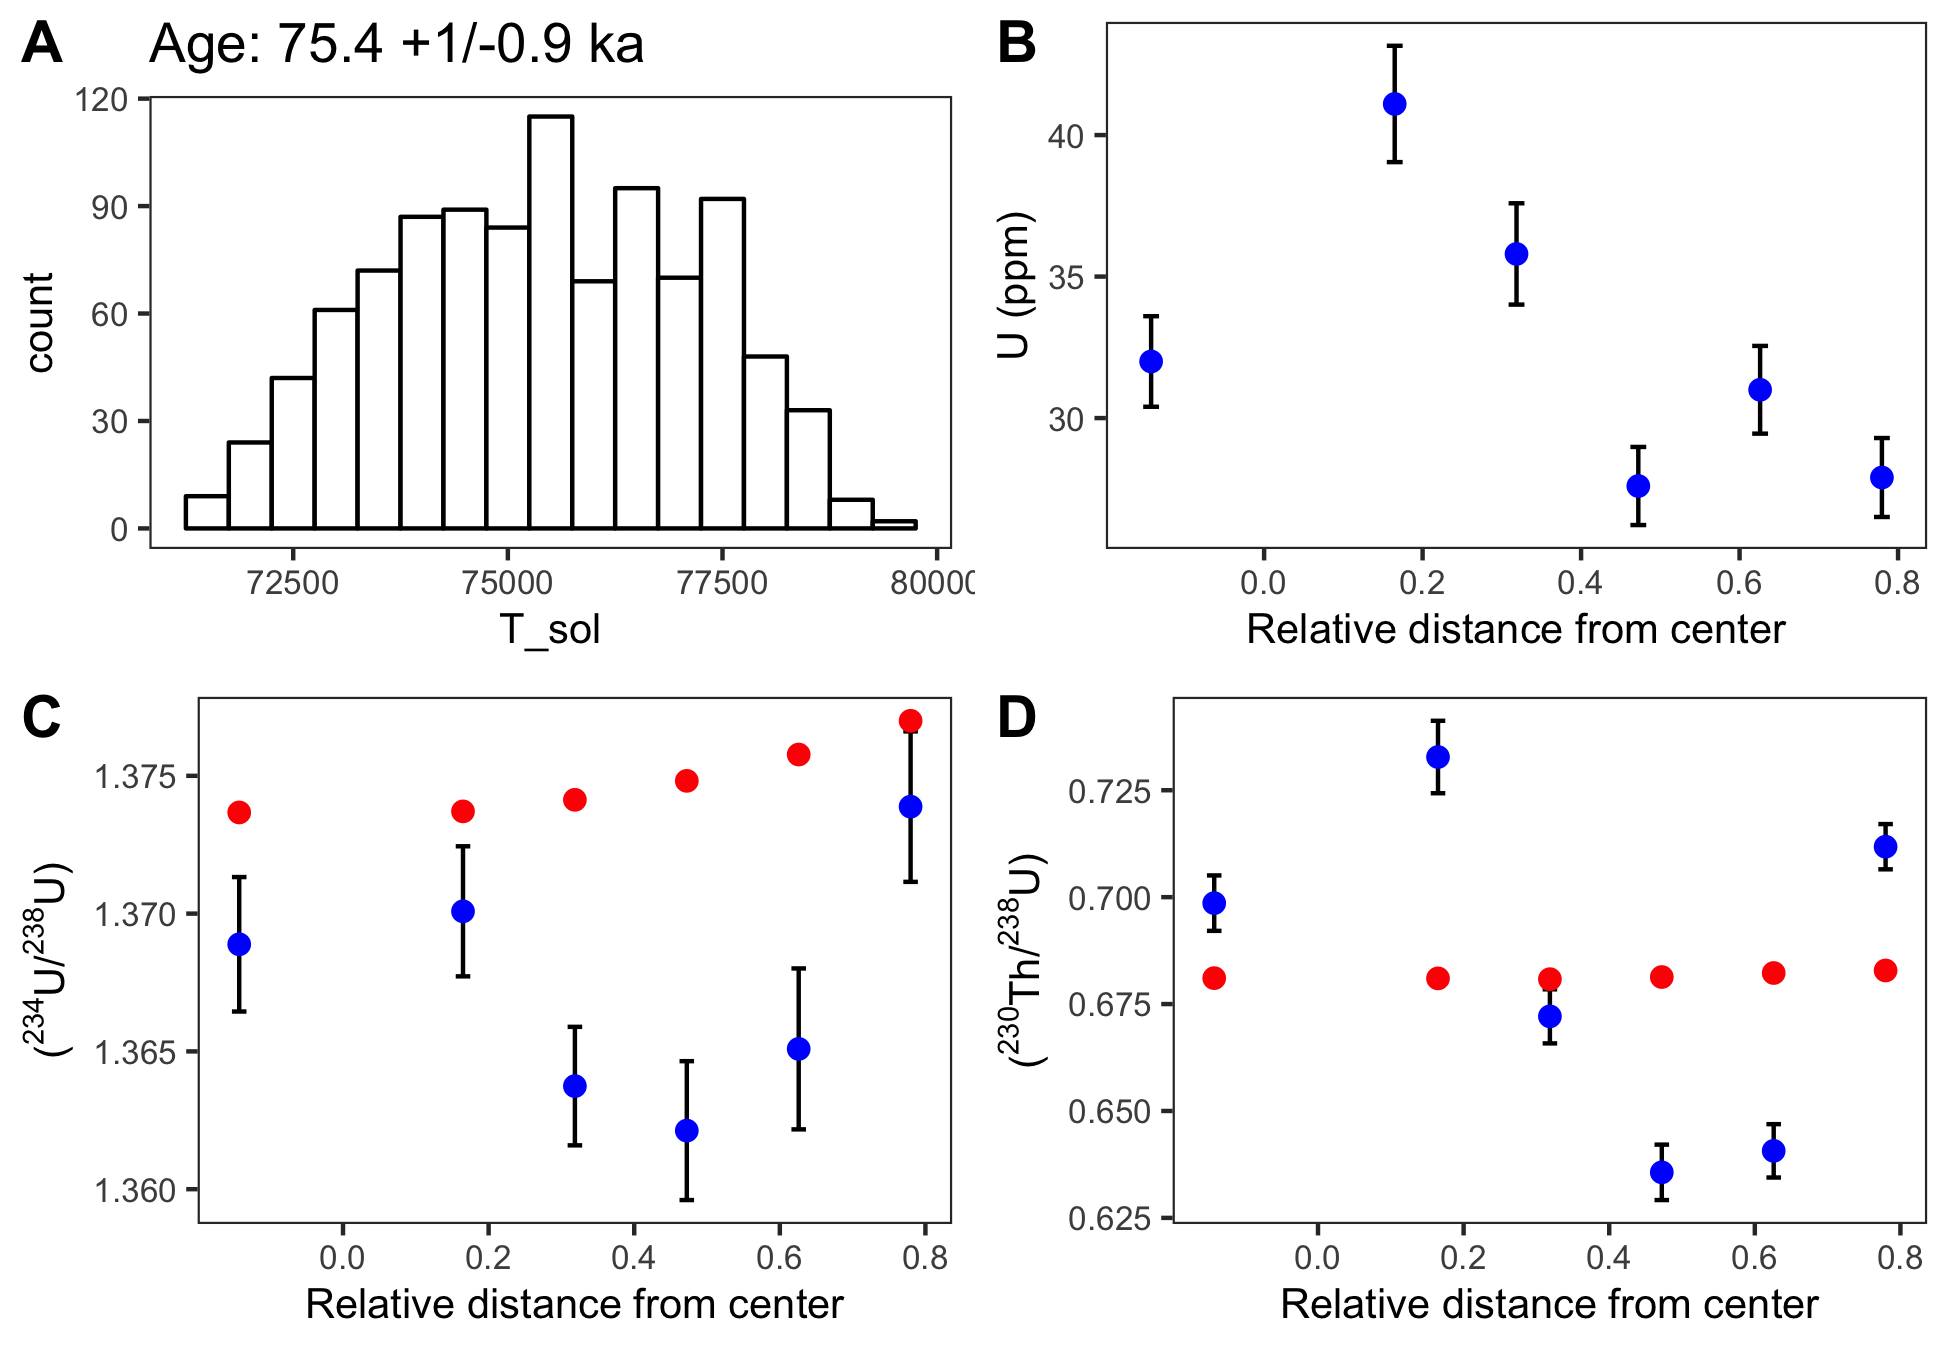 A Age: 75.4 +1/-0.9 ka
120
90
60
30
0
count
72500 75000 77500 80000
T_sol
B
40
35
30
U (ppm)
0.0 0.2 0.4 0.6 0.8
Relative distance from center
C
1.375
1.370
1.365
1.360
(²³⁴U/²³⁸U)
0.0 0.2 0.4 0.6 0.8
Relative distance from center
D
0.725
0.700
0.675
0.650
0.625
(²³⁰Th/²³⁸U)
0.0 0.2 0.4 0.6 0.8
Relative distance from center